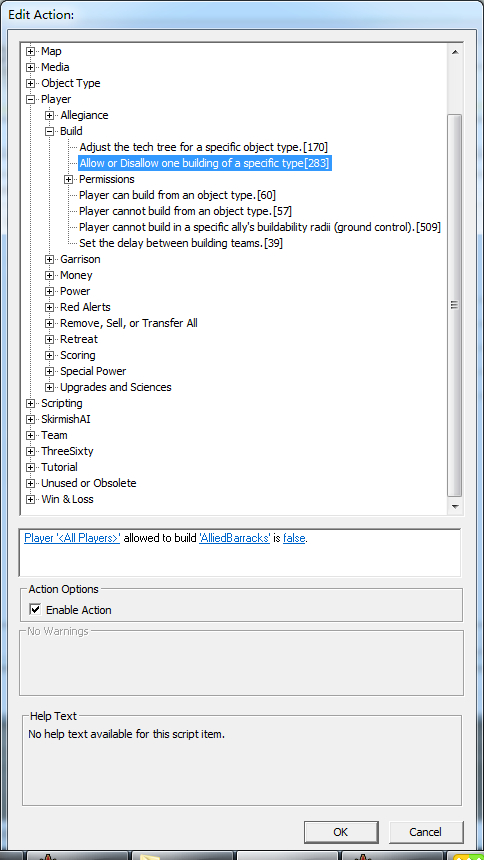 Edit Action:
Map
Media
Object Type
Player
Allegiance
Build
Adjust the tech tree for a specific object type.[170]
Allow or Disallow one building of a specific type[283]
Permissions
Player can build from an object type.[60]
Player cannot build from an object type.[57]
Player cannot build in a specific ally's buildability radii (ground control).[509]
Set the delay between building teams.[39]
Garrison
Money
Power
Red Alerts
Remove, Sell, or Transfer All
Retreat
Scoring
Special Power
Upgrades and Sciences
Scripting
SkirmishAI
Team
ThreeSixty
Tutorial
Unused or Obsolete
Win & Loss
Player '<All Players>' allowed to build 'AlliedBarracks' is false.
Action Options
Enable Action
No Warnings
Help Text
No help text available for this script item.
OK Cancel